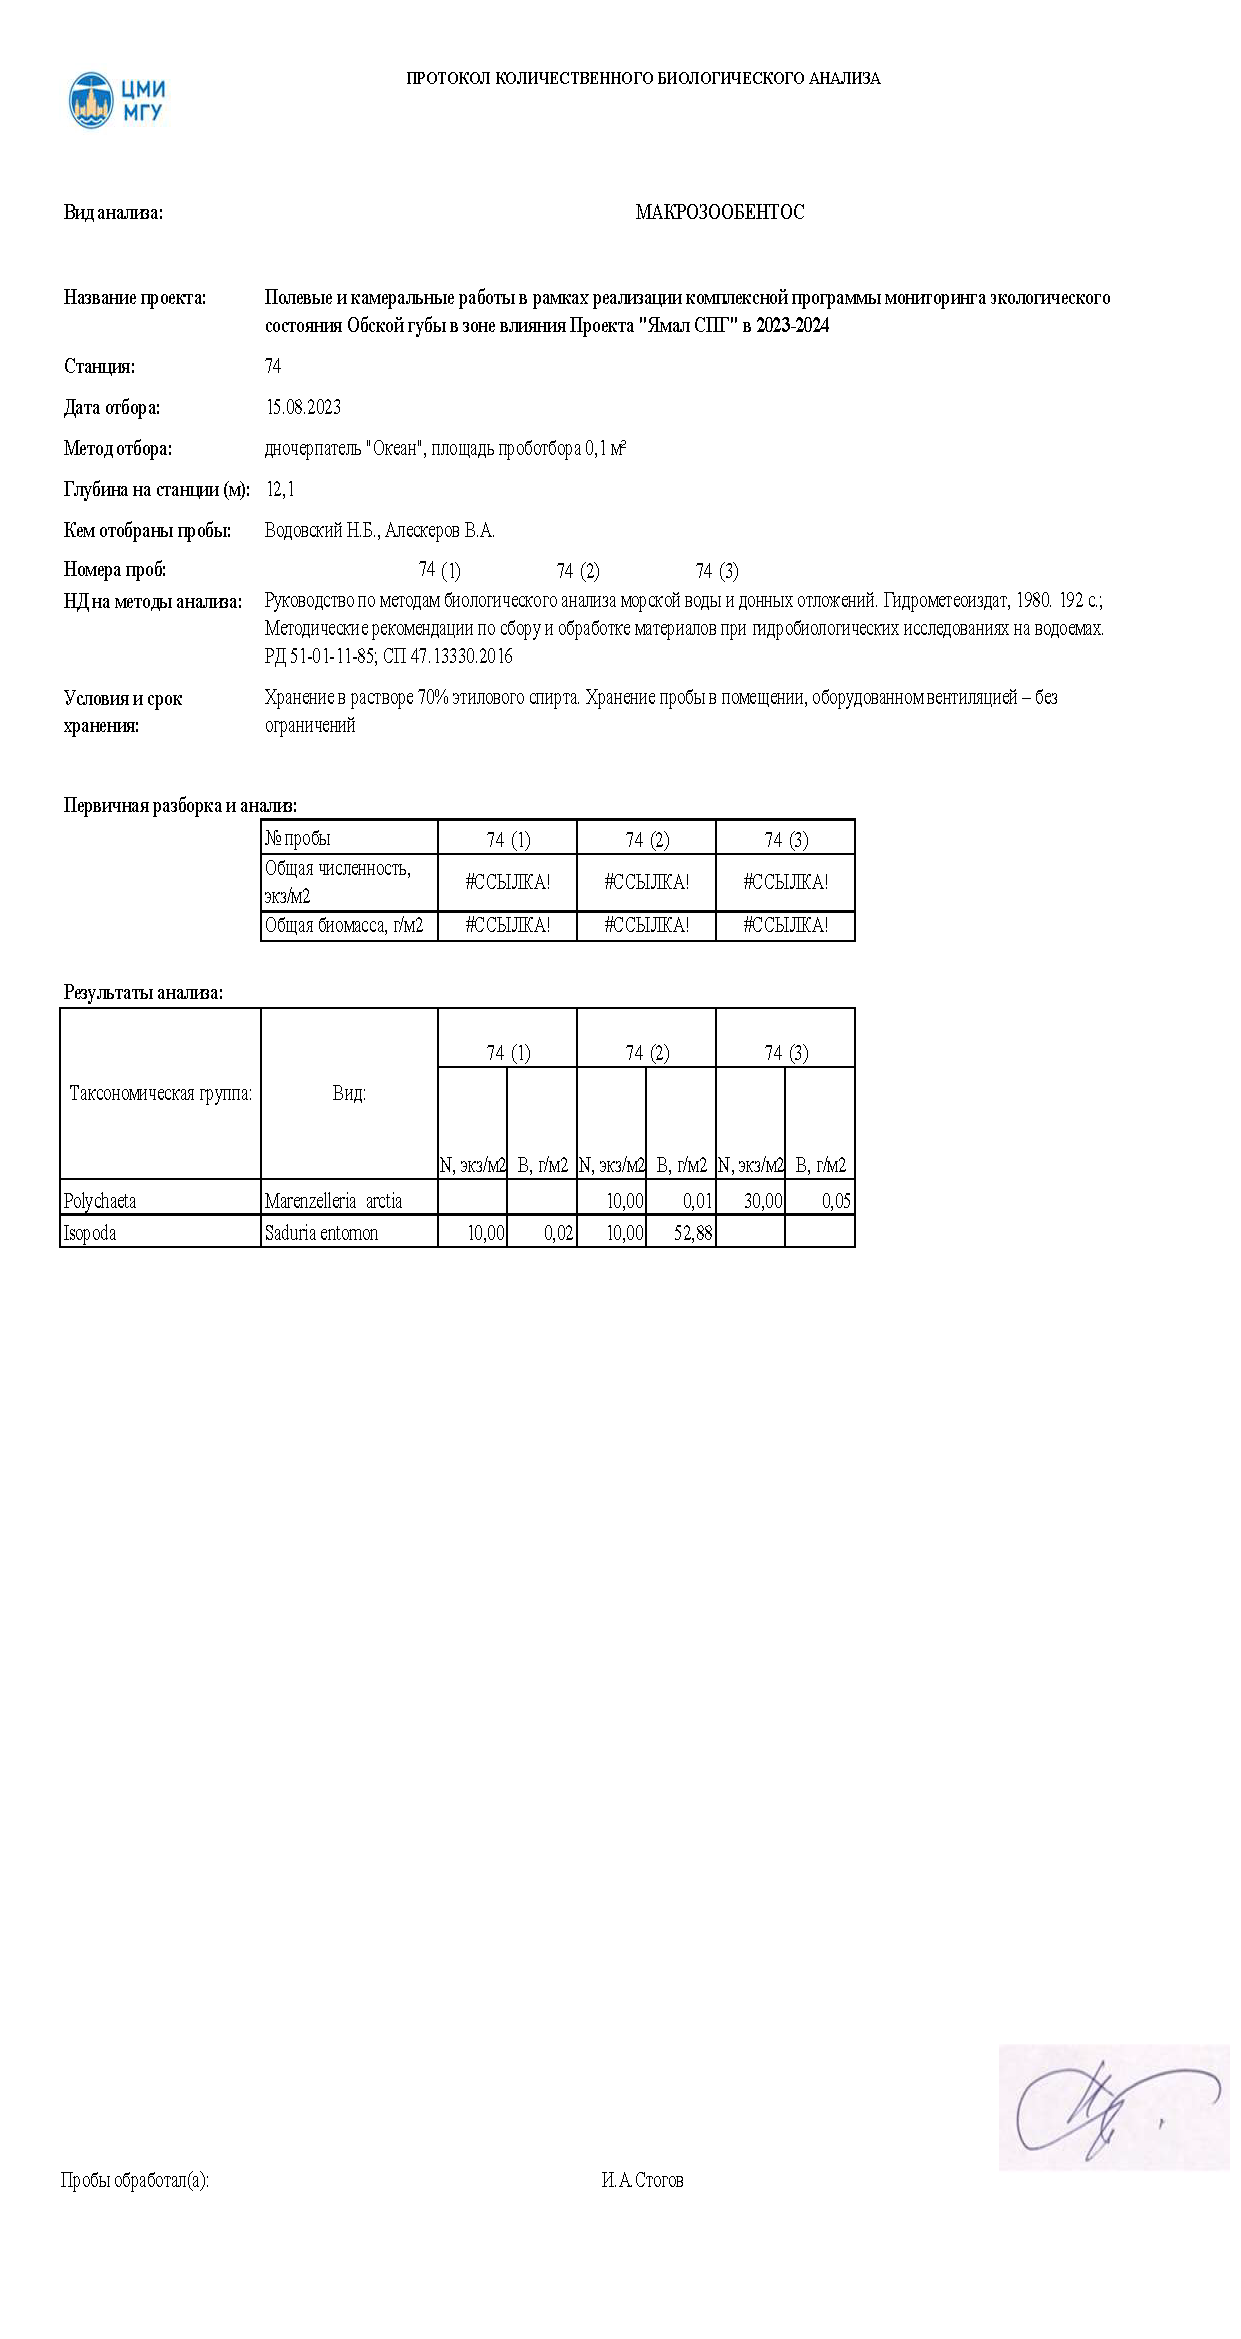 ЦМИ
МГУ
ПРОТОКОЛ КОЛИЧЕСТВЕННОГО БИОЛОГИЧЕСКОГО АНАЛИЗА
Вид анализа: МАКРОЗООБЕНТОС
Название проекта: Полевые и камеральные работы в рамках реализации комплексной программы мониторинга экологического
состояния Обской губы в зоне влияния Проекта "Ямал СПГ" в 2023-2024
Станция: 74
Дата отбора: 15.08.2023
Метод отбора: дночерпатель "Океан", площадь проботбора 0,1 м²
Глубина на станции (м): 12,1
Кем отобраны пробы: Водовский Н.Б., Алескеров В.А.
Номера проб: 74 (1) 74 (2) 74 (3)
НД на методы анализа: Руководство по методам биологического анализа морской воды и донных отложений. Гидрометеоиздат, 1980. 192 с.;
Методические рекомендации по сбору и обработке материалов при гидробиологических исследованиях на водоемах.
РД 51-01-11-85; СП 47.13330.2016
Условия и срок Хранение в растворе 70% этилового спирта. Хранение пробы в помещении, оборудованном вентиляцией – без
хранения: ограничений
Первичная разборка и анализ:
№ пробы 74 (1) 74 (2) 74 (3)
Общая численность,
экз/м2 #ССЫЛКА! #ССЫЛКА! #ССЫЛКА!
Общая биомасса, г/м2 #ССЫЛКА! #ССЫЛКА! #ССЫЛКА!
Результаты анализа:
74 (1) 74 (2) 74 (3)
Таксономическая группа: Вид:
N, экз/м2 B, г/м2 N, экз/м2 B, г/м2 N, экз/м2 B, г/м2
Polychaeta Marenzelleria arctia 10,00 0,01 30,00 0,05
Isopoda Saduria entomon 10,00 0,02 10,00 52,88
Пробы обработал(а): И.А.Стогов